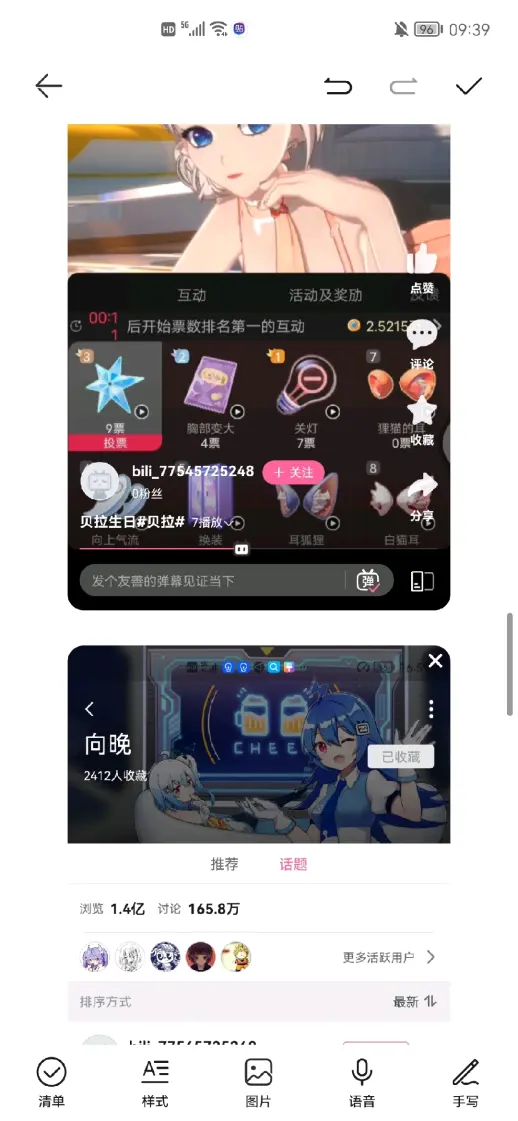 HD 5G 96 09:39
点赞
互动 活动及奖励 反馈
00:1
1
后开始票数排名第一的互动
2.5215
评论
3 2 1 7
9票 胸部变大 关灯 狸猫的耳
投票 4票 7票 0票
收藏
8
bili_77545725248 + 关注
0粉丝
分享
贝拉生日#贝拉# 7播放
向上气流 换装 耳狐狸 白猫耳
发个友善的弹幕见证当下 弹
CHEE
向晚
已收藏
2412人收藏
推荐 话题
浏览 1.4亿 讨论 165.8万
更多活跃用户
排序方式 最新
bili_77545725248
清单 样式 图片 语音 手写